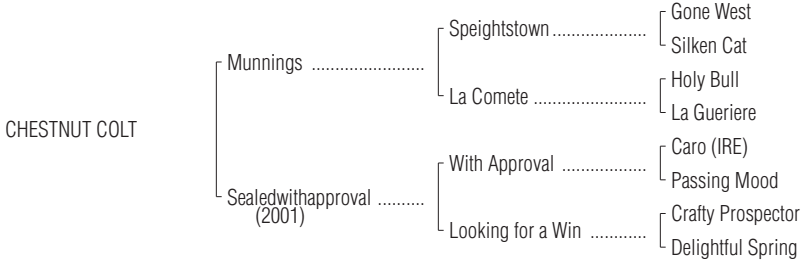 Gone West
Speightstown ....................
Silken Cat
Munnings ........................
Holy Bull
La Comete ........................
La Gueriere
CHESTNUT COLT
Caro (IRE)
With Approval ..................
Passing Mood
Sealedwithapproval ..........
(2001)
Crafty Prospector
Looking for a Win ............
Delightful Spring